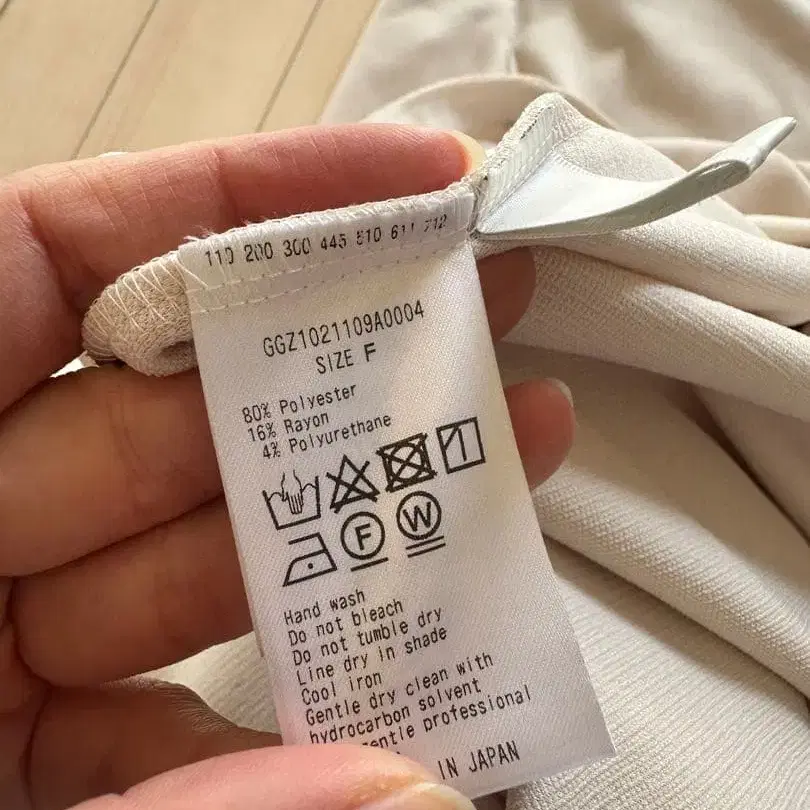 110 200 300 445 510 611 712
GGZ1021109A0004
SIZE F
80% Polyester
16% Rayon
4% Polyurethane
F W
Hand wash
Do not bleach
Do not tumble dry
Line dry in shade
Cool iron
Gentle dry clean with
hydrocarbon solvent
professional
IN JAPAN